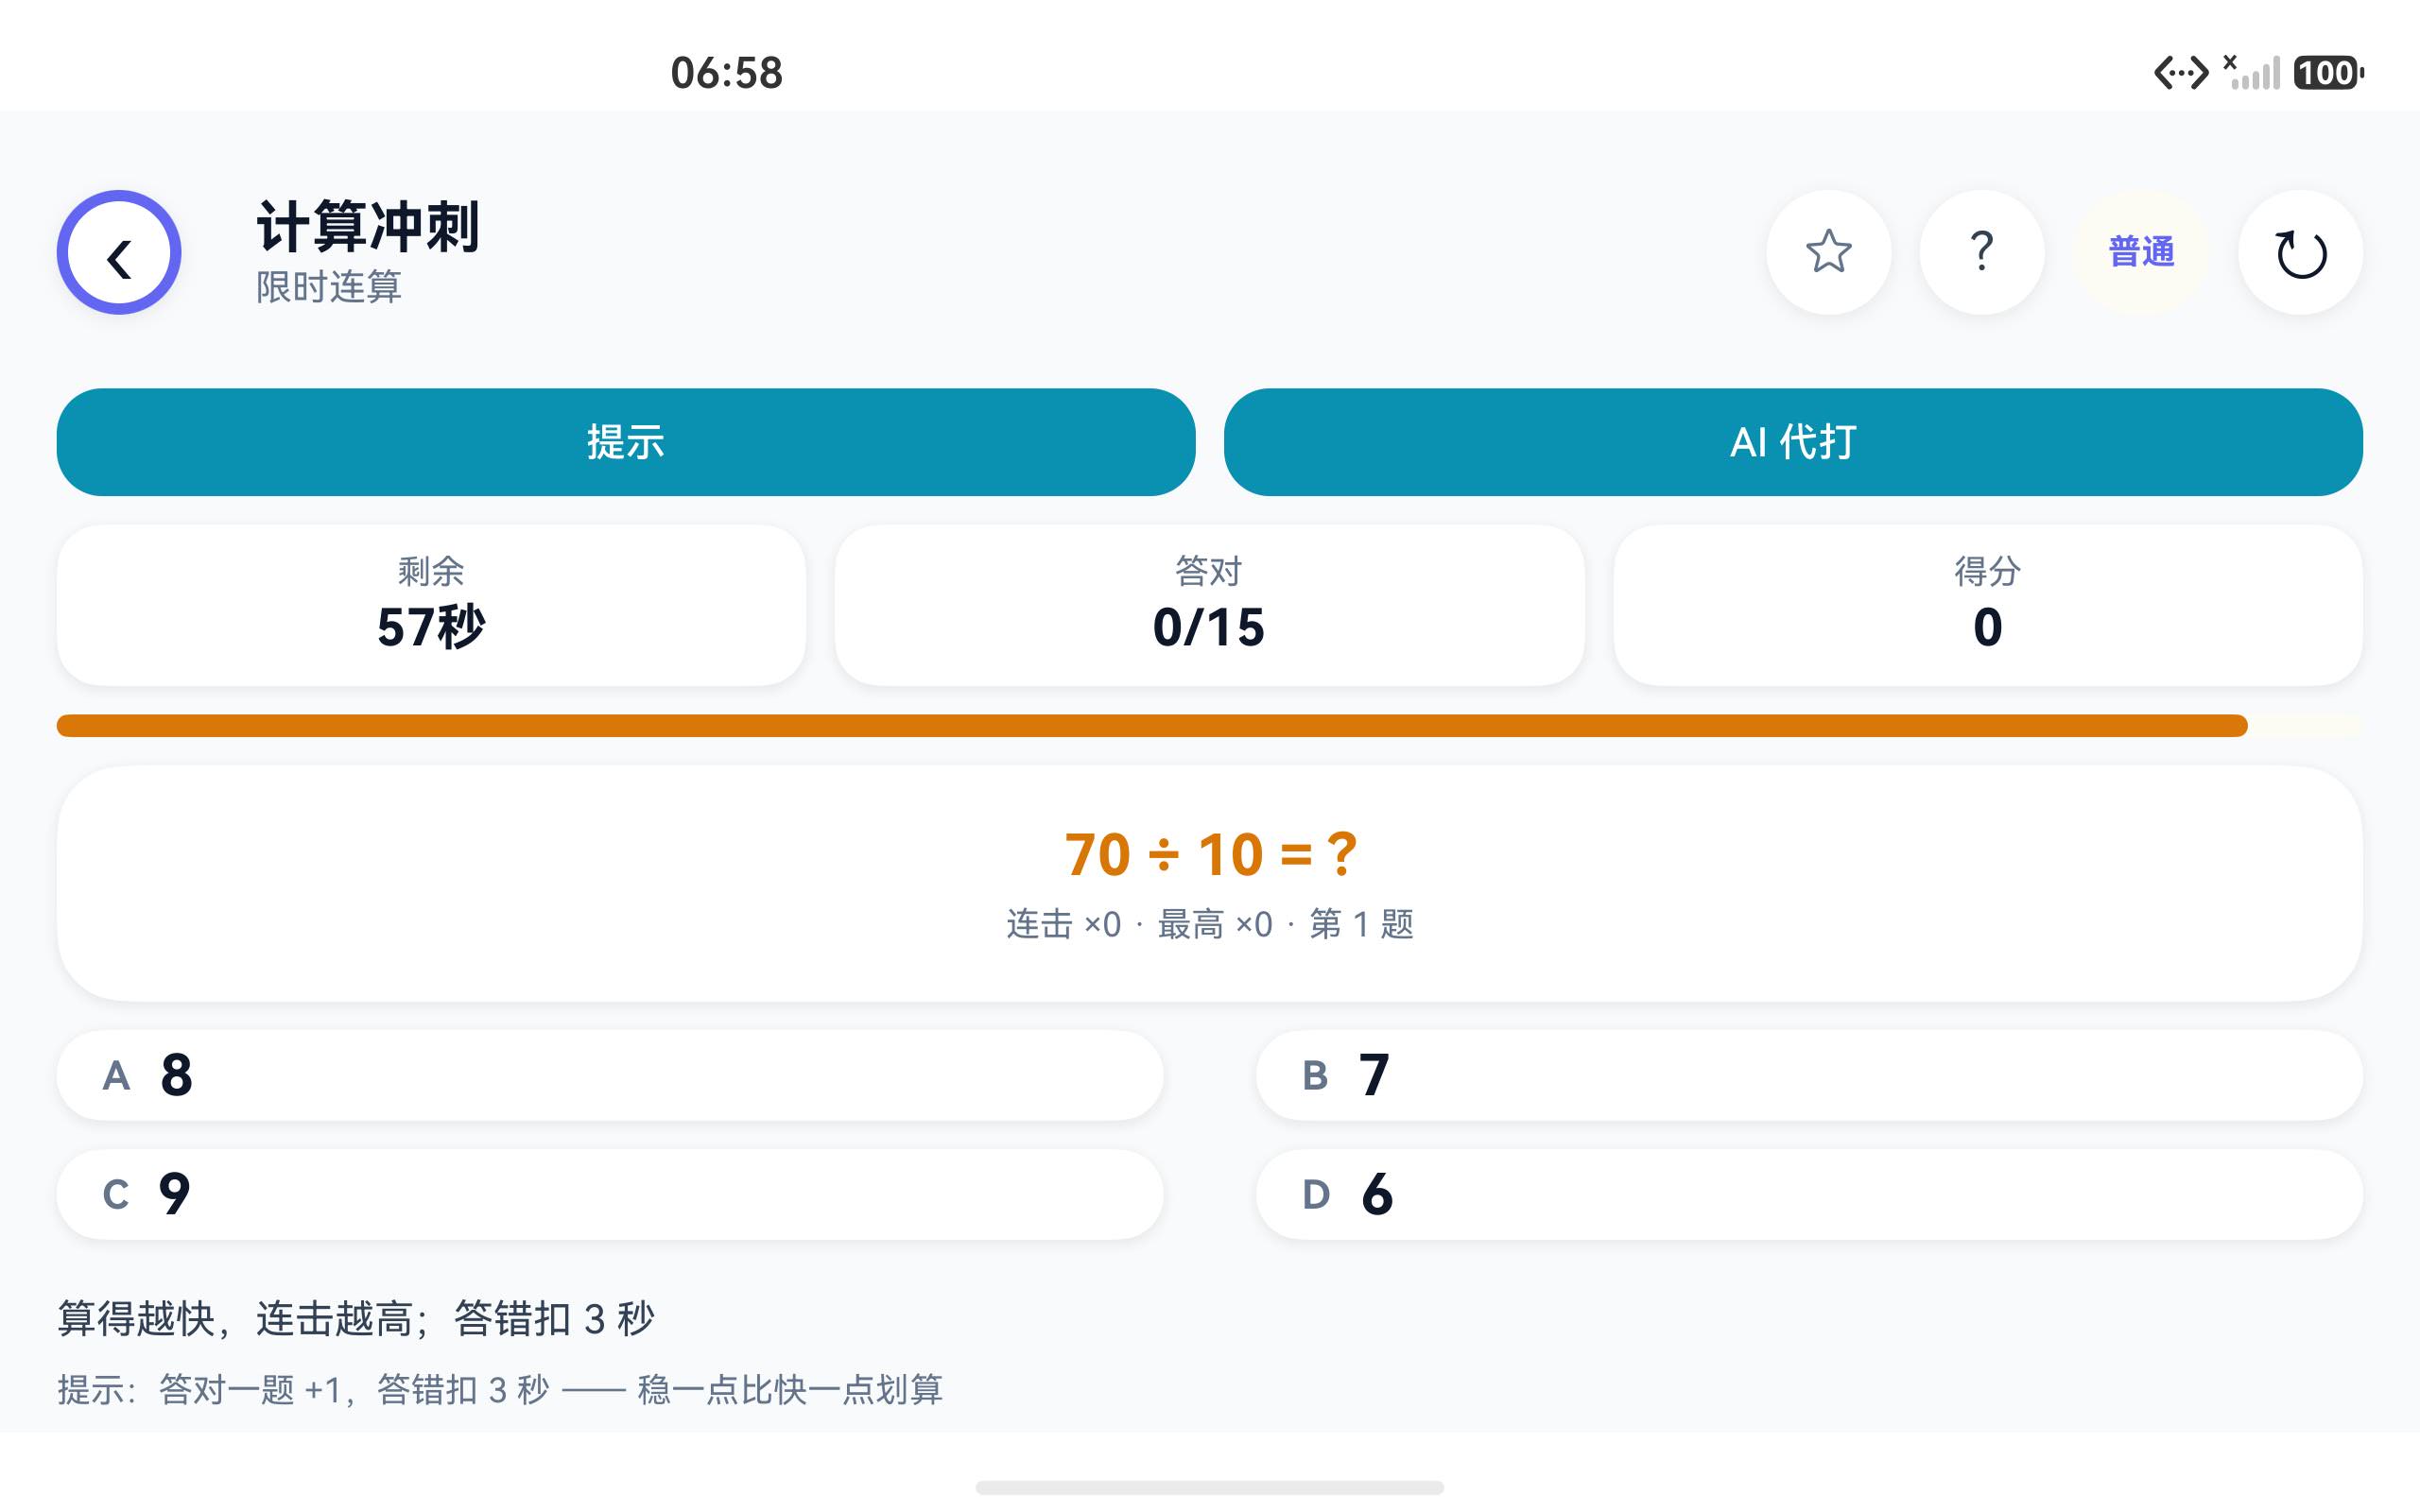 06:58
100
计算冲刺
限时连算
?
普通
提示
AI 代打
剩余
57秒
答对
0/15
得分
0
70 ÷ 10 = ?
连击 ×0 · 最高 ×0 · 第 1 题
A 8
B 7
C 9
D 6
算得越快，连击越高；答错扣 3 秒
提示：答对一题 +1，答错扣 3 秒 —— 稳一点比快一点划算